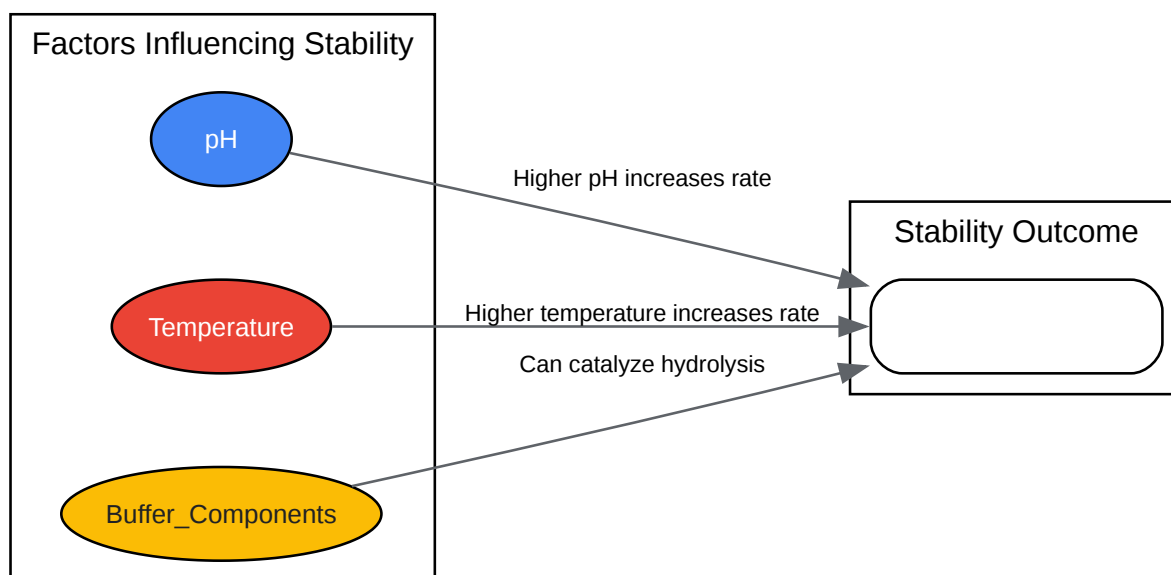 Factors Influencing Stability
pH
Higher pH increases rate
Stability Outcome
Temperature
Higher temperature increases rate
Can catalyze hydrolysis
Buffer_Components